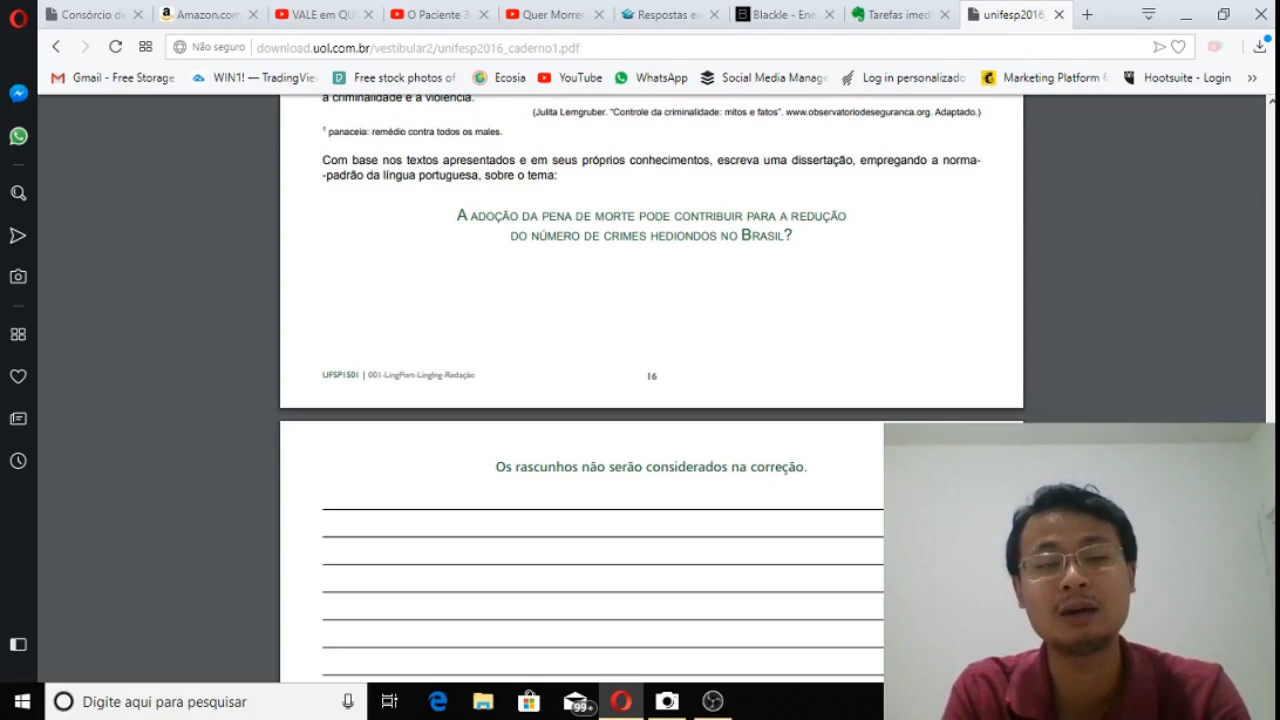 Consórcio d
Amazon.com
VALE em QU
O Paciente 3
Quer Morrer
Respostas e
Blackle - Ene
Tarefas imed
unifesp2016_
Não seguro
download.uol.com.br/vestibular2/unifesp2016_caderno1.pdf
Gmail - Free Storage
WIN1! — TradingVie
Free stock photos of
Ecosia
YouTube
WhatsApp
Social Media Manag
Log in personalizado
Marketing Platform f
Hootsuite - Login
a criminalidade e a violência.
(Julita Lemgruber. “Controle da criminalidade: mitos e fatos”. www.observatoriodeseguranca.org. Adaptado.)
1 panaceia: remédio contra todos os males.
Com base nos textos apresentados e em seus próprios conhecimentos, escreva uma dissertação, empregando a norma-
-padrão da língua portuguesa, sobre o tema:
A ADOÇÃO DA PENA DE MORTE PODE CONTRIBUIR PARA A REDUÇÃO
DO NÚMERO DE CRIMES HEDIONDOS NO BRASIL?
UFSP1501 | 001-LingPort-LingIng-Redação
16
Os rascunhos não serão considerados na correção.
Digite aqui para pesquisar
99+